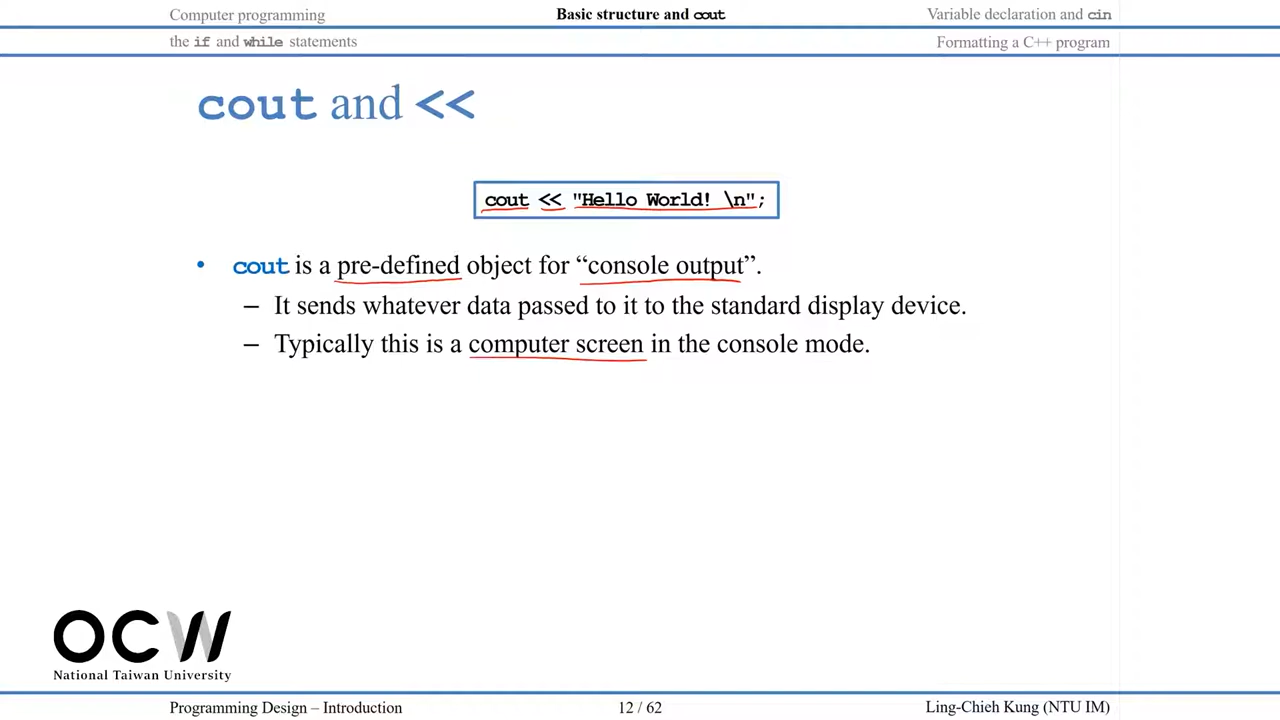 Computer programming
Basic structure and cout
Variable declaration and cin
the if and while statements
Formatting a C++ program
cout and <<
cout << "Hello World! \n";
• cout is a pre-defined object for “console output”.
– It sends whatever data passed to it to the standard display device.
– Typically this is a computer screen in the console mode.
OCW
National Taiwan University
Programming Design – Introduction
12 / 62
Ling-Chieh Kung (NTU IM)